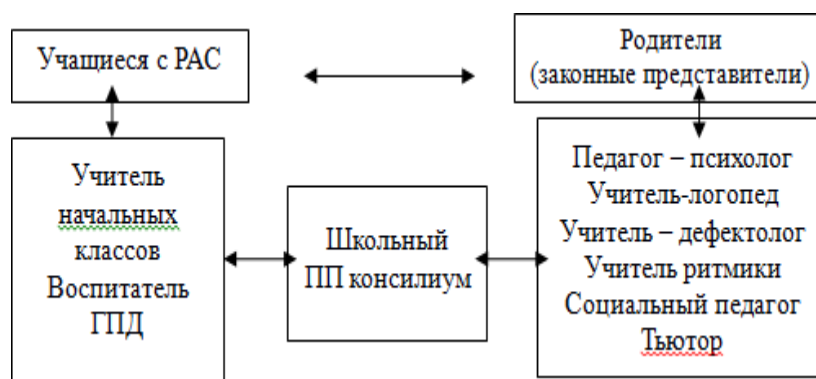 Учащиеся с РАС
Родители
(законные представители)
Учитель
начальных
классов
Воспитатель
ГПД
Школьный
ПП консилиум
Педагог – психолог
Учитель-логопед
Учитель – дефектолог
Учитель ритмики
Социальный педагог
Тьютор